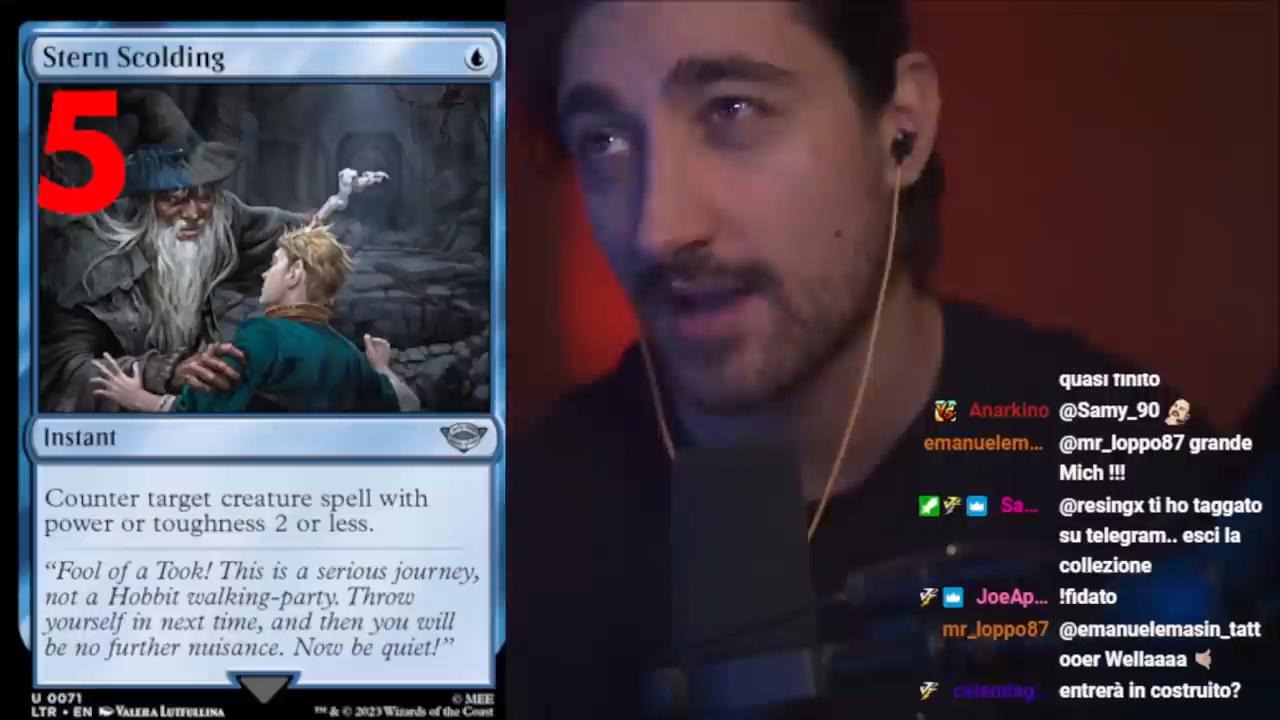 Stern Scolding
5
Instant
Counter target creature spell with
power or toughness 2 or less.
“Fool of a Took! This is a serious journey,
not a Hobbit walking-party. Throw
yourself in next time, and then you will
be no further nuisance. Now be quiet!”
U 0071
LTR • EN VALERA LUTFULLINA
© MEE
™ & © 2023 Wizards of the Coast
quasi finito
Anarkino @Samy_90
emanuelem... @mr_loppo87 grande
Mich !!!
Sa... @resingx ti ho taggato
su telegram.. esci la
collezione
JoeAp... !fidato
mr_loppo87 @emanuelemasin_tatt
ooer Wellaaaa
entrerà in costruito?